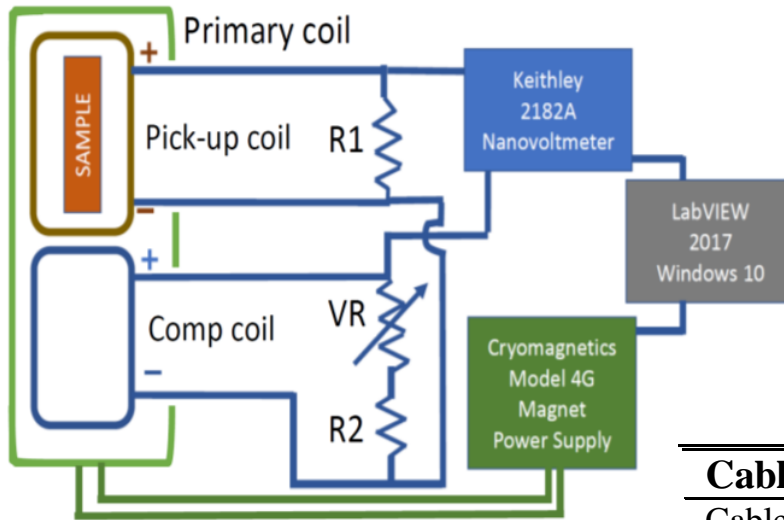 Primary coil
+
SAMPLE
Pick-up coil
R1
−
Keithley
2182A
Nanovoltmeter
LabVIEW
2017
Windows 10
+
Comp coil
VR
−
R2
Cryomagnetics
Model 4G
Magnet
Power Supply